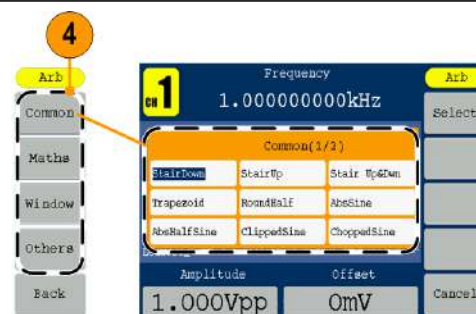 4
Arb
Common
Maths
Window
Others
Back
CH 1
Frequency
1.000000000kHz
Common(1/2)
StairDown StairUp Stair Up&Dwn
Trapezoid RoundHalf AbsSine
AbsHalfSine ClippedSine ChoppedSine
Amplitude Offset
1.000Vpp 0mV
Arb
Select
Cancel